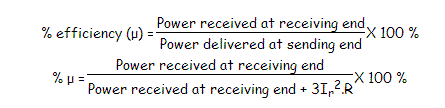 % efficiency (μ) = Power received at receiving end / Power delivered at sending end X 100 %
% μ = Power received at receiving end / Power received at receiving end + 3Iᵣ².R X 100 %